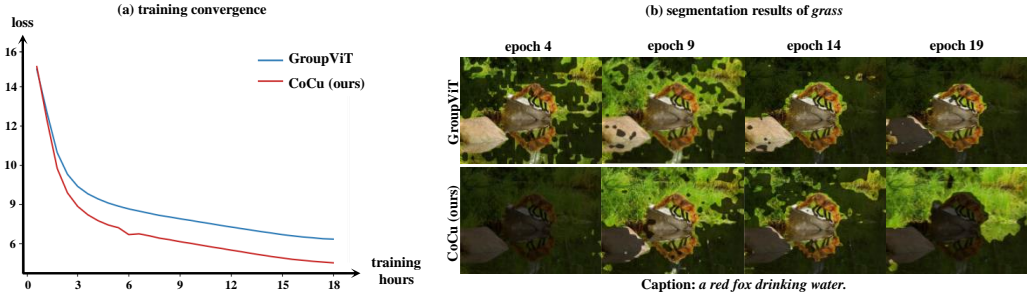 (a) training convergence
loss
16
14
12
10
9
6
0 3 6 9 12 15 18
training
hours
GroupViT
CoCu (ours)
(b) segmentation results of grass
epoch 4 epoch 9 epoch 14 epoch 19
GroupViT
CoCu (ours)
Caption: a red fox drinking water.